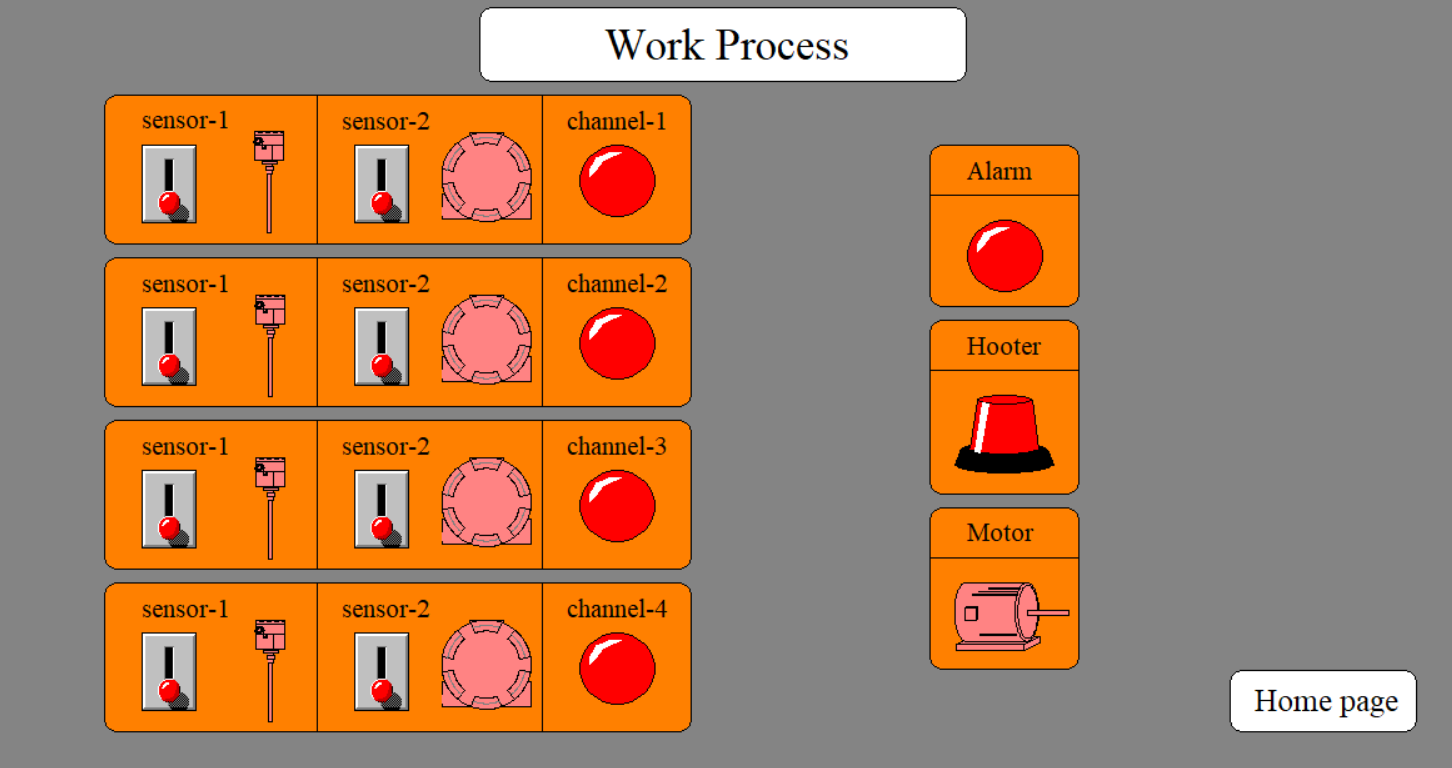 Work Process
sensor-1
sensor-2
channel-1
sensor-1
sensor-2
channel-2
sensor-1
sensor-2
channel-3
sensor-1
sensor-2
channel-4
Alarm
Hooter
Motor
Home page